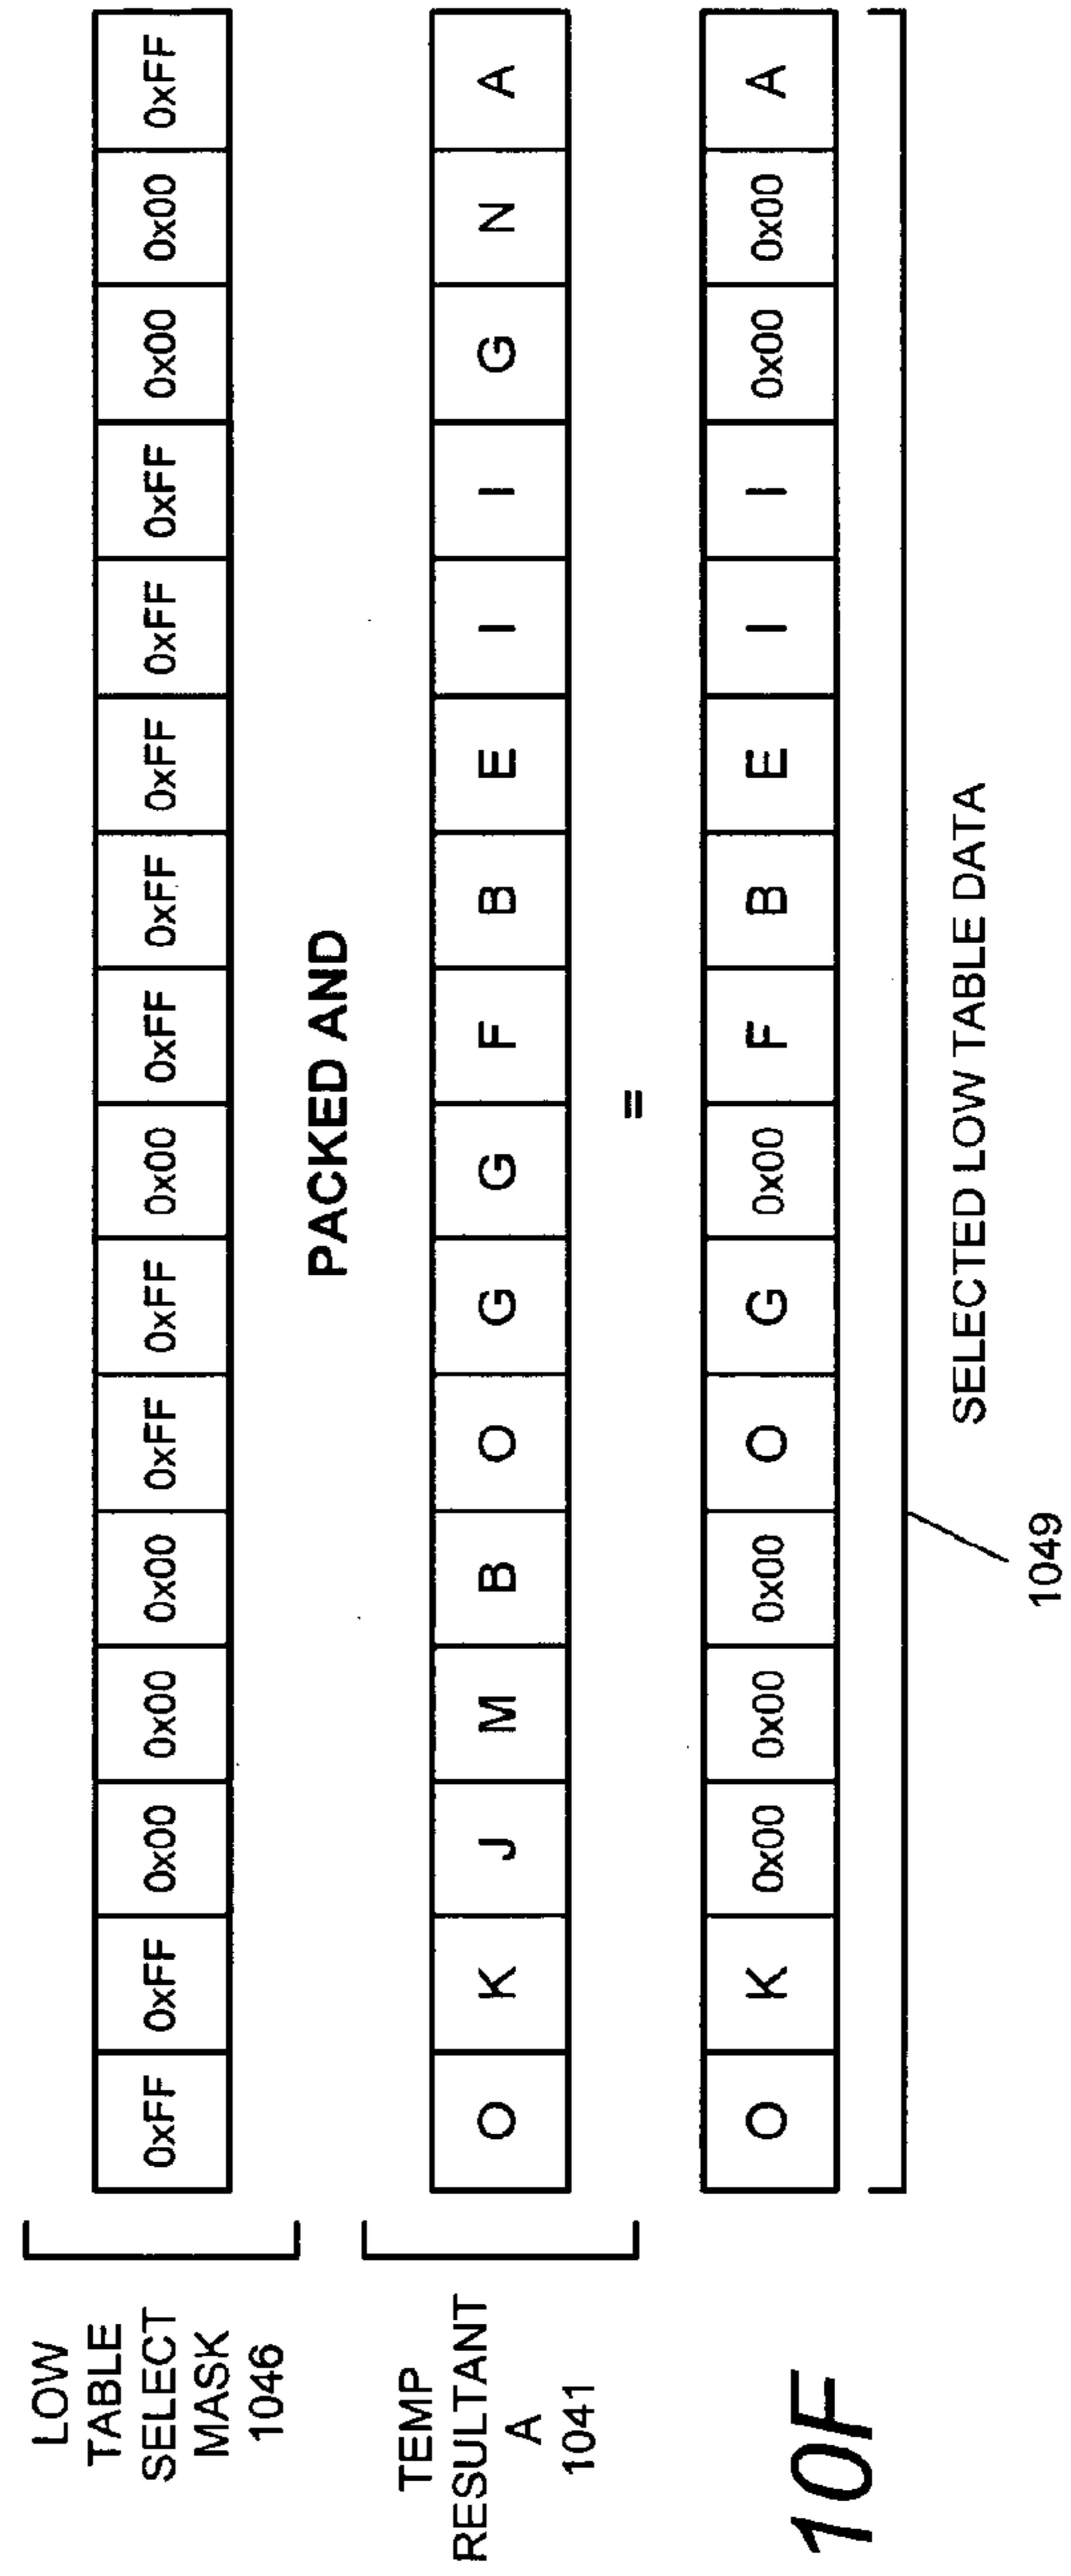 LOW
TABLE
SELECT
MASK
1046
0xFF 0xFF 0x00 0x00 0x00 0xFF 0xFF 0x00 0xFF 0xFF 0xFF 0xFF 0xFF 0x00 0x00 0xFF
PACKED AND
TEMP
RESULTANT
A
1041
O K J M B O G G F B E I I G N A
=
O K 0x00 0x00 0x00 O G 0x00 F B E I I 0x00 0x00 A
SELECTED LOW TABLE DATA
1049
10F